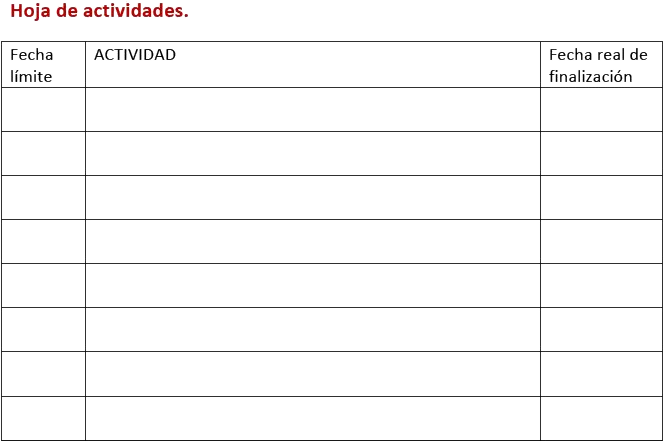 Hoja de actividades.
Fecha límite
ACTIVIDAD
Fecha real de finalización